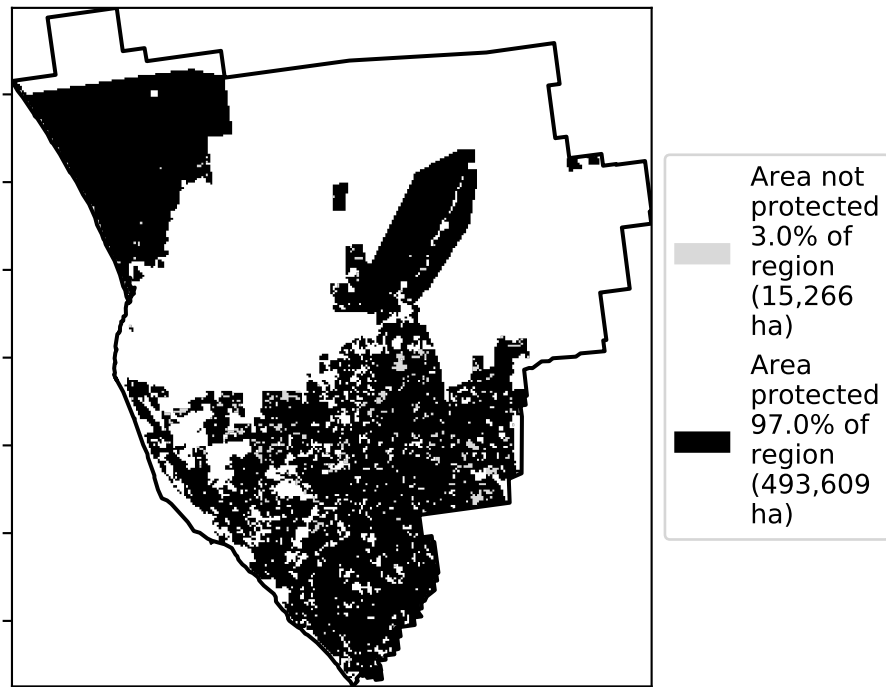 Area not
protected
3.0% of
region
(15,266
ha)
Area
protected
97.0% of
region
(493,609
ha)